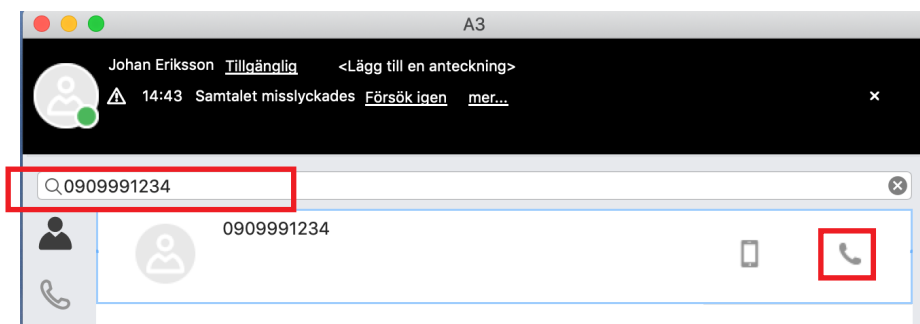 A3
Johan Eriksson Tillgänglig <Lägg till en anteckning>
14:43 Samtalet misslyckades Försök igen mer...
0909991234
0909991234